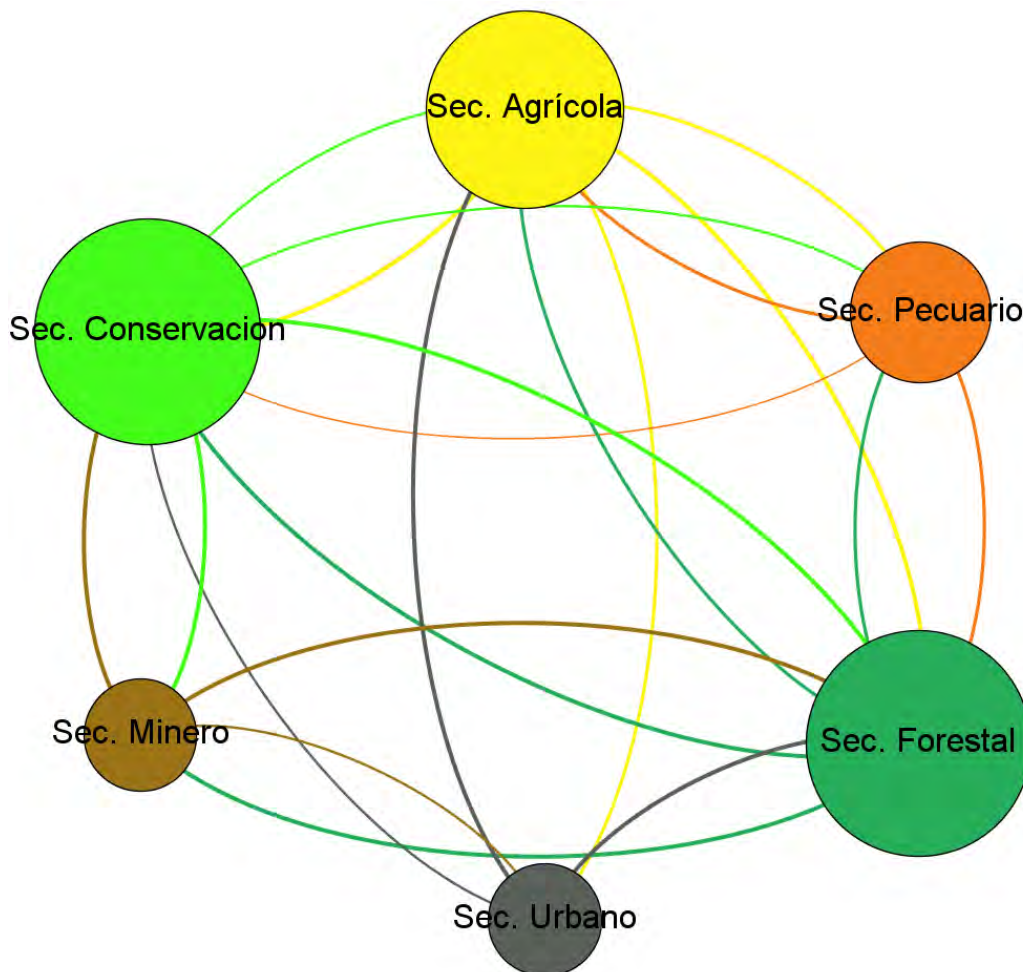 Sec. Agrícola
Sec. Pecuario
Sec. Conservacion
Sec. Minero
Sec. Forestal
Sec. Urbano